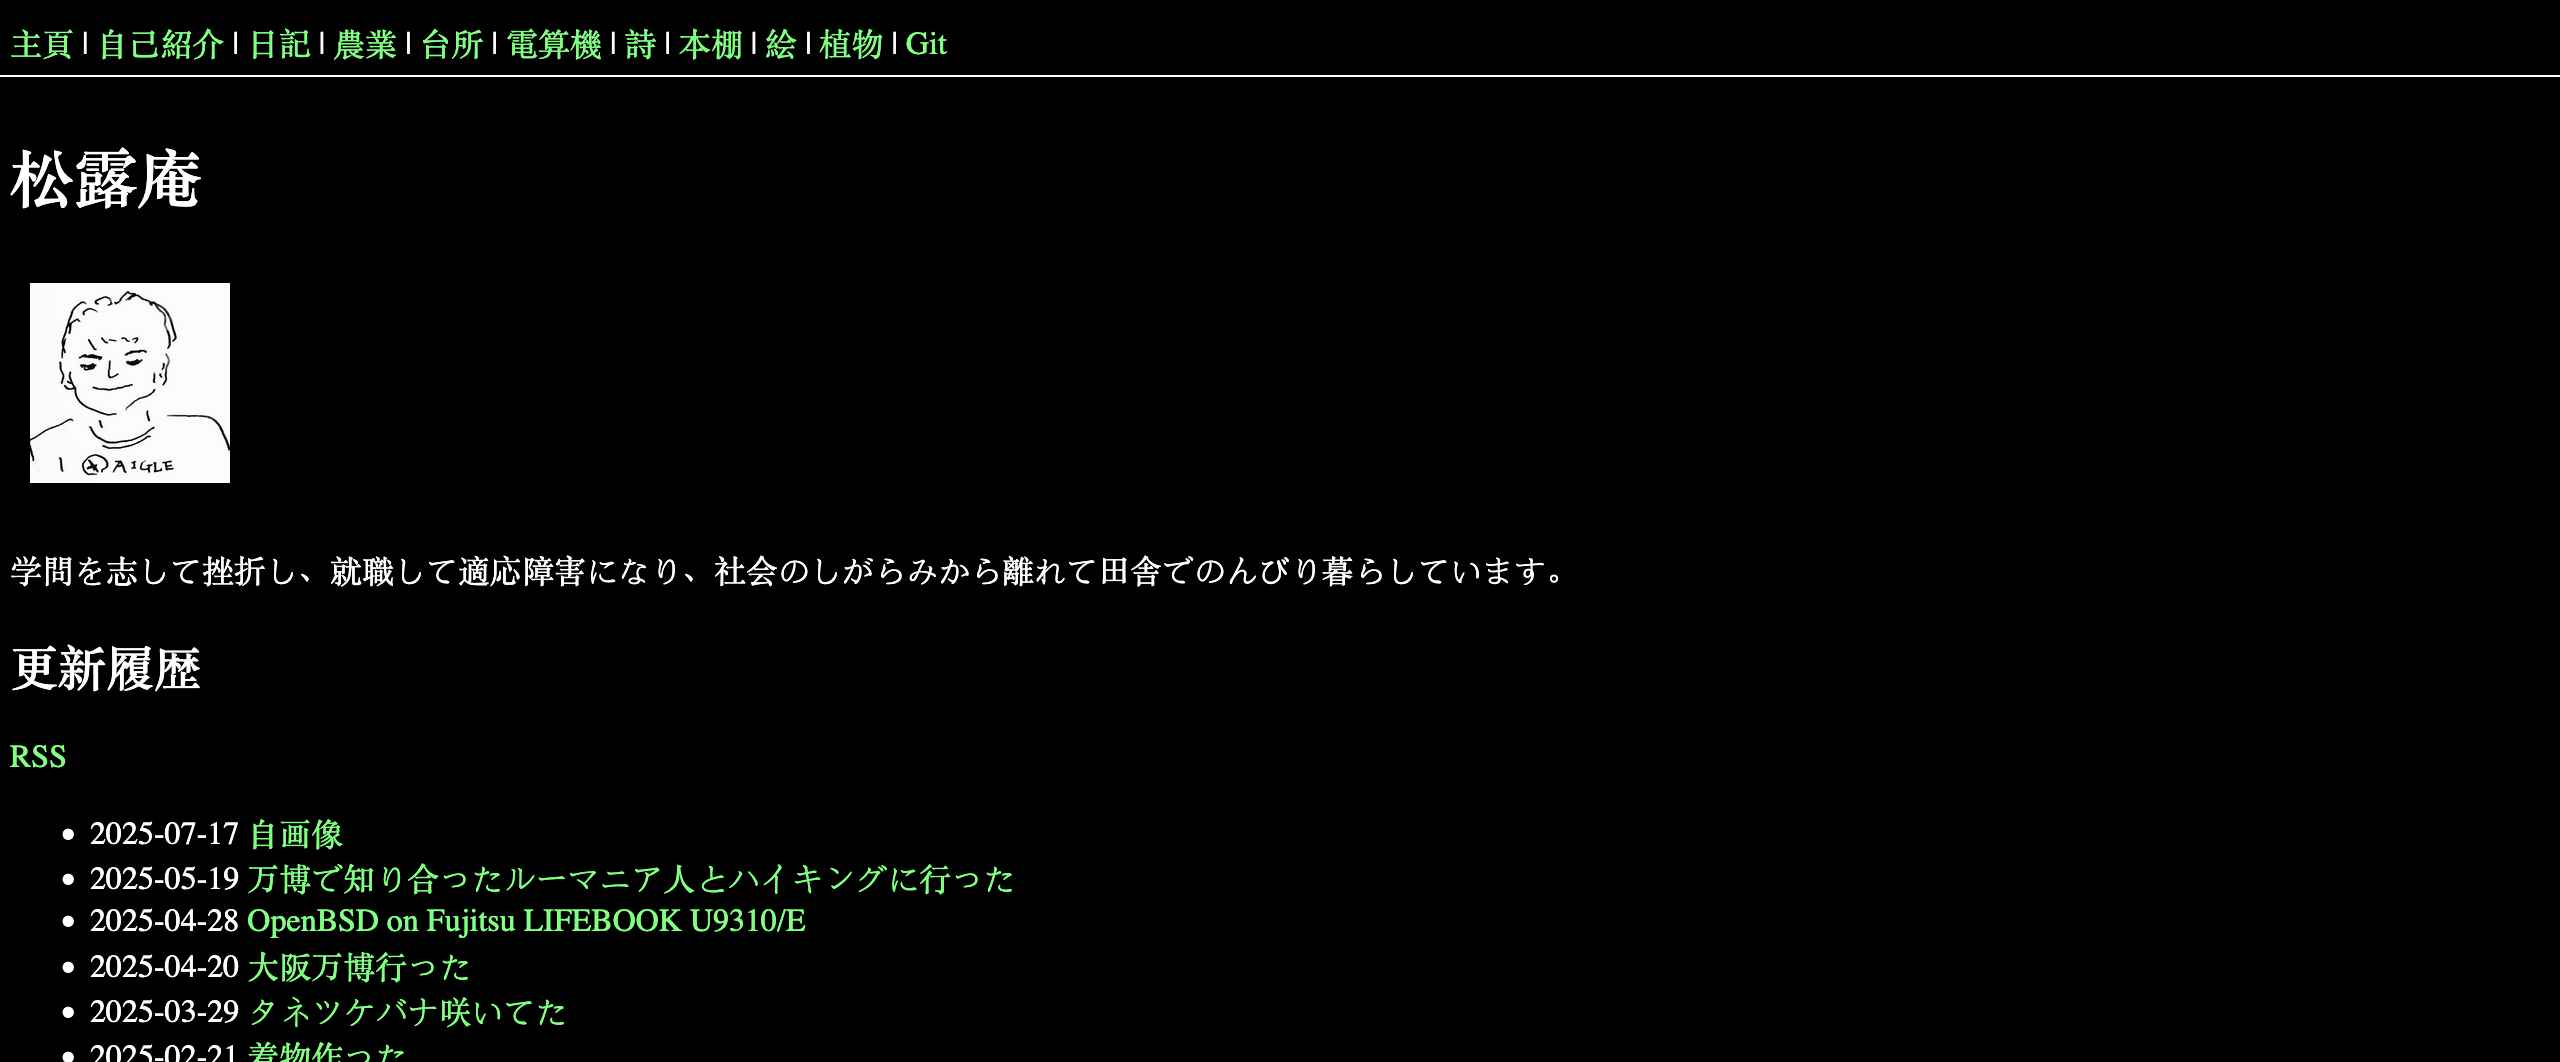 主頁 | 自己紹介 | 日記 | 農業 | 台所 | 電算機 | 詩 | 本棚 | 絵 | 植物 | Git
松露庵
AIGLE
学問を志して挫折し、就職して適応障害になり、社会のしがらみから離れて田舎でのんびり暮らしています。
更新履歴
RSS
2025-07-17 自画像
2025-05-19 万博で知り合ったルーマニア人とハイキングに行った
2025-04-28 OpenBSD on Fujitsu LIFEBOOK U9310/E
2025-04-20 大阪万博行った
2025-03-29 タネツケバナ咲いてた
2025-02-21 着物作った